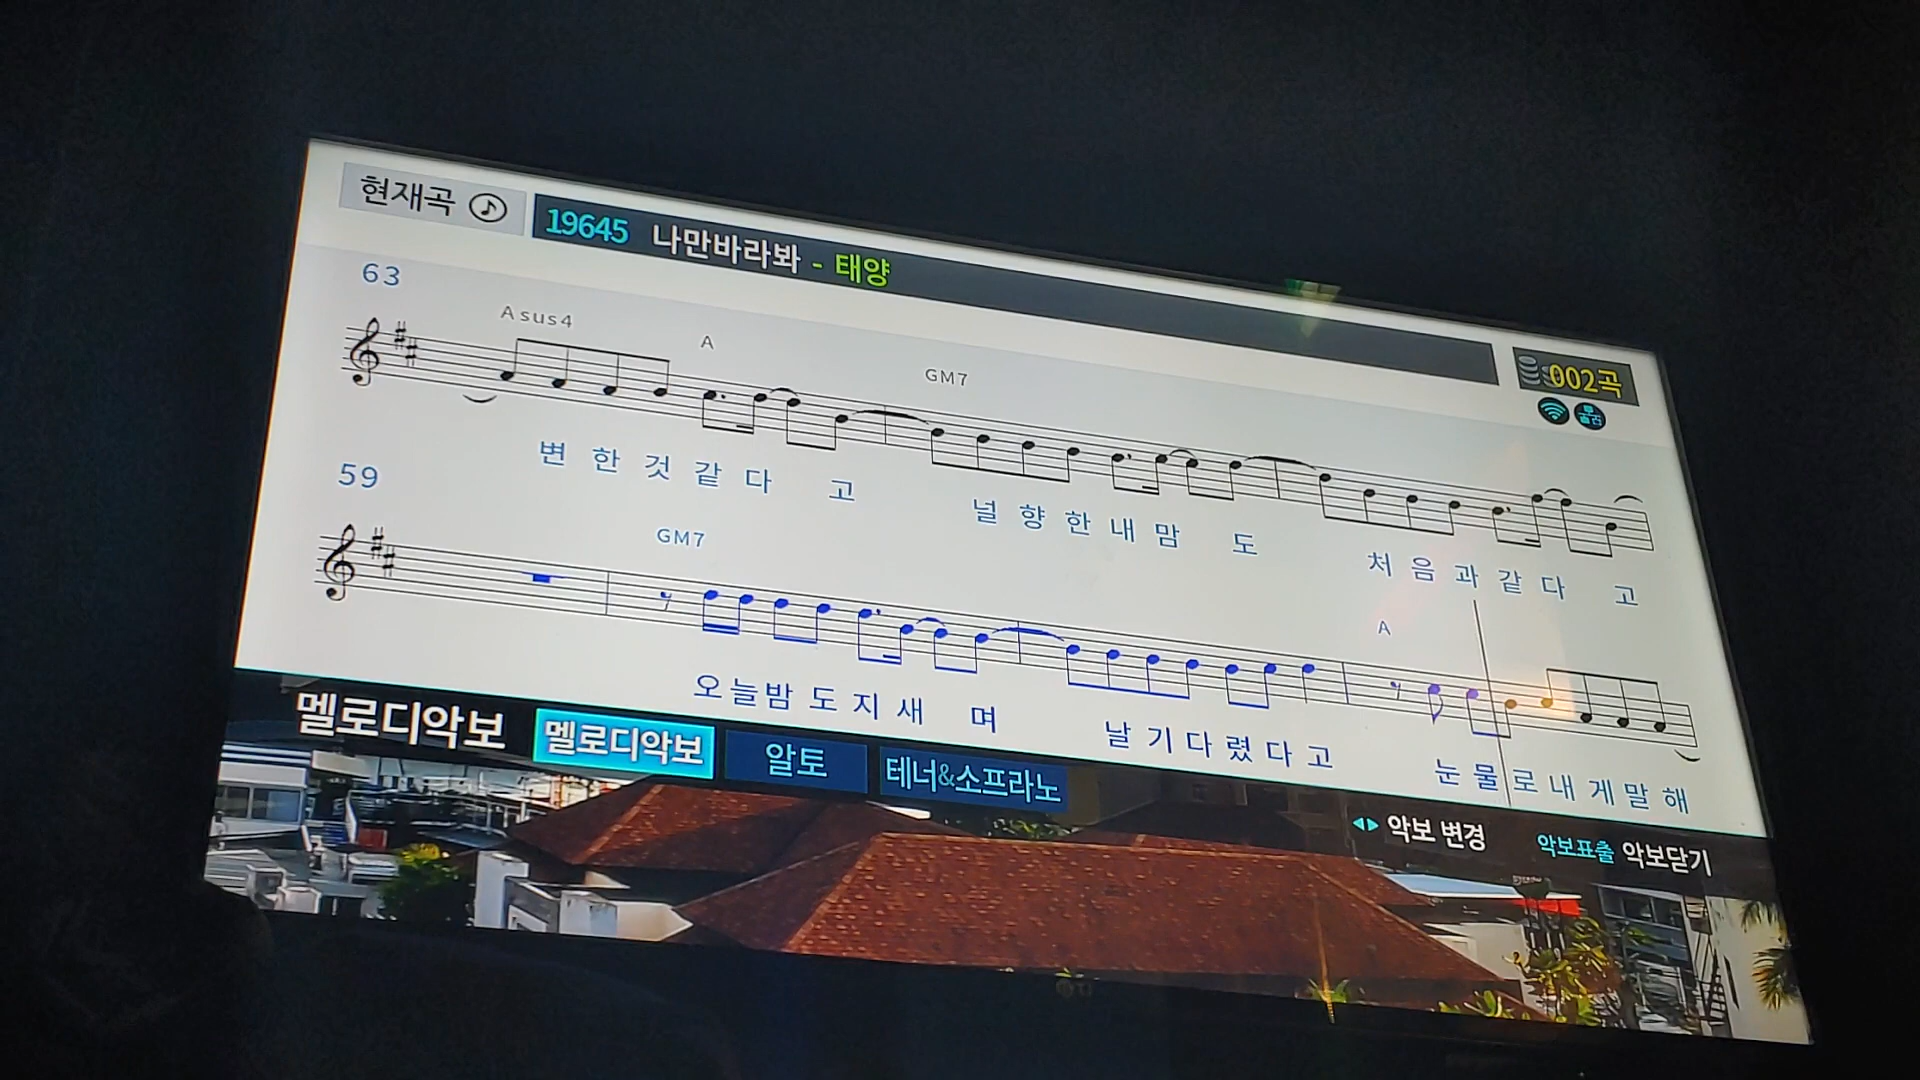 현재곡
19645 나만바라봐 - 태양
002곡
63
Asus4 A GM7
변 한 것 같 다 고 널 향 한 내 맘 도 처 음 과 같 다 고
59
GM7 A
오 늘 밤 도 지 새 며 날 기 다 렸 다 고 눈 물 로 내 게 말 해
멜로디악보 멜로디악보 알토 테너&소프라노
악보 변경 악보표출 악보닫기